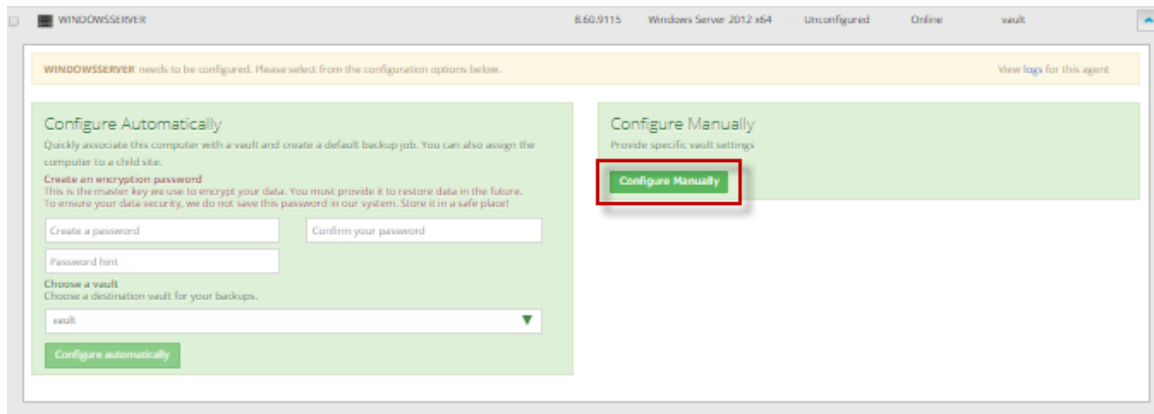 WINDOWSSERVER 8.60.9115 Windows Server 2012 x64 Unconfigured Online vault
WINDOWSSERVER needs to be configured. Please select from the configuration options below. View logs for this agent
Configure Automatically
Quickly associate this computer with a vault and create a default backup job. You can also assign the
computer to a child site.
Create an encryption password
This is the master key we use to encrypt your data. You must provide it to restore data in the future.
To ensure your data security, we do not save this password in our system. Store it in a safe place!
Create a password
Confirm your password
Password hint
Choose a vault
Choose a destination vault for your backups.
vault
Configure automatically
Configure Manually
Provide specific vault settings
Configure Manually